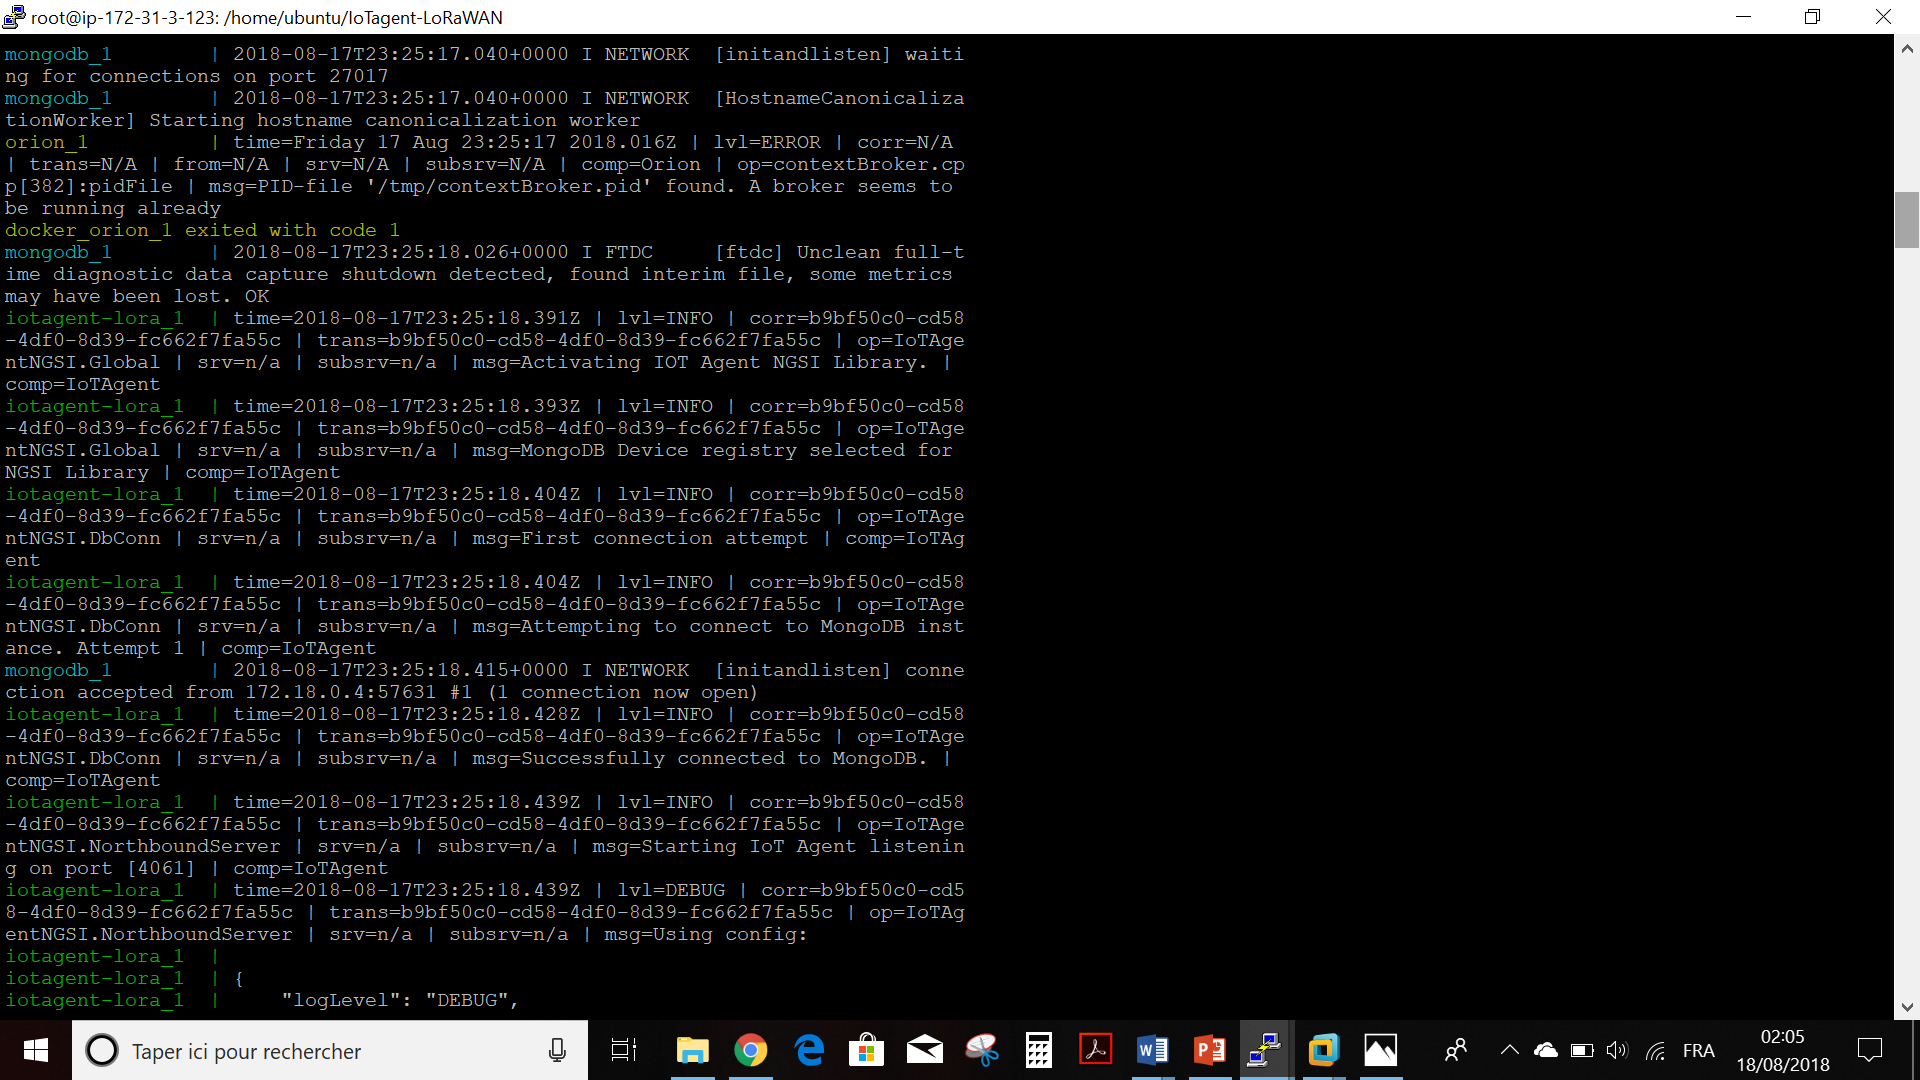 root@ip-172-31-3-123: /home/ubuntu/IoTagent-LoRaWAN
mongodb_1 | 2018-08-17T23:25:17.040+0000 I NETWORK [initandlisten] waiti
ng for connections on port 27017
mongodb_1 | 2018-08-17T23:25:17.040+0000 I NETWORK [HostnameCanonicaliza
tionWorker] Starting hostname canonicalization worker
orion_1 | time=Friday 17 Aug 23:25:17 2018.016Z | lvl=ERROR | corr=N/A
| trans=N/A | from=N/A | srv=N/A | subsrv=N/A | comp=Orion | op=contextBroker.cp
p[382]:pidFile | msg=PID-file '/tmp/contextBroker.pid' found. A broker seems to
be running already
docker_orion_1 exited with code 1
mongodb_1 | 2018-08-17T23:25:18.026+0000 I FTDC [ftdc] Unclean full-t
ime diagnostic data capture shutdown detected, found interim file, some metrics
may have been lost. OK
iotagent-lora_1 | time=2018-08-17T23:25:18.391Z | lvl=INFO | corr=b9bf50c0-cd58
-4df0-8d39-fc662f7fa55c | trans=b9bf50c0-cd58-4df0-8d39-fc662f7fa55c | op=IoTAge
ntNGSI.Global | srv=n/a | subsrv=n/a | msg=Activating IOT Agent NGSI Library. |
comp=IoTAgent
iotagent-lora_1 | time=2018-08-17T23:25:18.393Z | lvl=INFO | corr=b9bf50c0-cd58
-4df0-8d39-fc662f7fa55c | trans=b9bf50c0-cd58-4df0-8d39-fc662f7fa55c | op=IoTAge
ntNGSI.Global | srv=n/a | subsrv=n/a | msg=MongoDB Device registry selected for
NGSI Library | comp=IoTAgent
iotagent-lora_1 | time=2018-08-17T23:25:18.404Z | lvl=INFO | corr=b9bf50c0-cd58
-4df0-8d39-fc662f7fa55c | trans=b9bf50c0-cd58-4df0-8d39-fc662f7fa55c | op=IoTAge
ntNGSI.DbConn | srv=n/a | subsrv=n/a | msg=First connection attempt | comp=IoTAg
ent
iotagent-lora_1 | time=2018-08-17T23:25:18.404Z | lvl=INFO | corr=b9bf50c0-cd58
-4df0-8d39-fc662f7fa55c | trans=b9bf50c0-cd58-4df0-8d39-fc662f7fa55c | op=IoTAge
ntNGSI.DbConn | srv=n/a | subsrv=n/a | msg=Attempting to connect to MongoDB inst
ance. Attempt 1 | comp=IoTAgent
mongodb_1 | 2018-08-17T23:25:18.415+0000 I NETWORK [initandlisten] conne
ction accepted from 172.18.0.4:57631 #1 (1 connection now open)
iotagent-lora_1 | time=2018-08-17T23:25:18.428Z | lvl=INFO | corr=b9bf50c0-cd58
-4df0-8d39-fc662f7fa55c | trans=b9bf50c0-cd58-4df0-8d39-fc662f7fa55c | op=IoTAge
ntNGSI.DbConn | srv=n/a | subsrv=n/a | msg=Successfully connected to MongoDB. |
comp=IoTAgent
iotagent-lora_1 | time=2018-08-17T23:25:18.439Z | lvl=INFO | corr=b9bf50c0-cd58
-4df0-8d39-fc662f7fa55c | trans=b9bf50c0-cd58-4df0-8d39-fc662f7fa55c | op=IoTAge
ntNGSI.NorthboundServer | srv=n/a | subsrv=n/a | msg=Starting IoT Agent listenin
g on port [4061] | comp=IoTAgent
iotagent-lora_1 | time=2018-08-17T23:25:18.439Z | lvl=DEBUG | corr=b9bf50c0-cd5
8-4df0-8d39-fc662f7fa55c | trans=b9bf50c0-cd58-4df0-8d39-fc662f7fa55c | op=IoTAg
entNGSI.NorthboundServer | srv=n/a | subsrv=n/a | msg=Using config:
iotagent-lora_1 |
iotagent-lora_1 | {
iotagent-lora_1 | "logLevel": "DEBUG",
Taper ici pour rechercher
FRA
02:05
18/08/2018